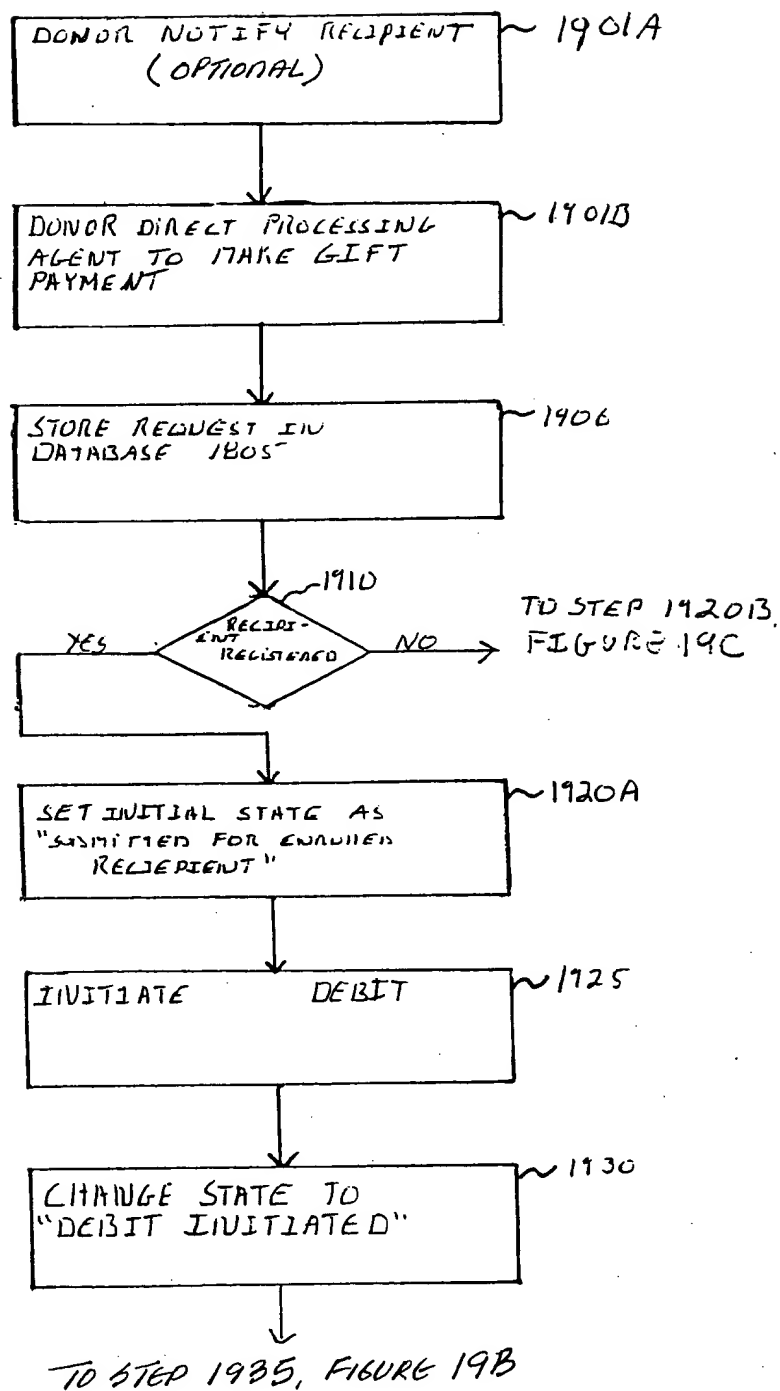 DONOR NOTIFY RECIPIENT
(OPTIONAL)
1901A
DONOR DIRECT PROCESSING
AGENT TO MAKE GIFT
PAYMENT
1901B
STORE REQUEST IN
DATABASE 1805
1906
1910
RECIPI-
ENT
REGISTERED
YES
NO
TO STEP 1920B,
FIGURE 19C
SET INITIAL STATE AS
"SUBMITTED FOR ENROLLED
RECIEPIENT"
1920A
INITIATE DEBIT
1925
CHANGE STATE TO
"DEBIT INITIATED"
1930
TO STEP 1935, FIGURE 19B